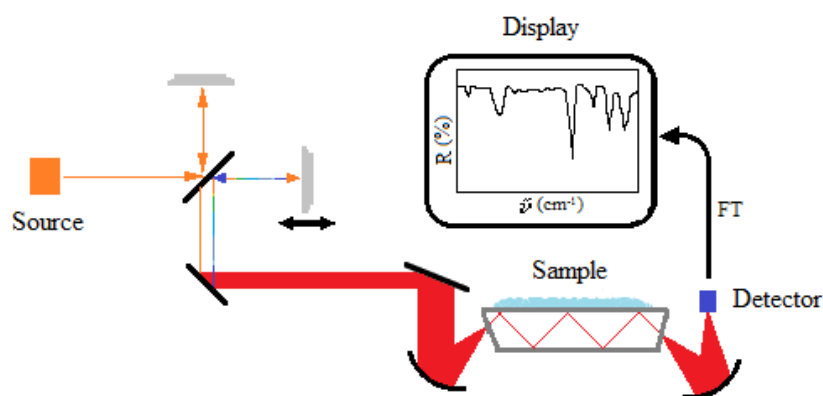 Display
R (%)
ṽ (cm⁻¹)
Source
FT
Sample
Detector